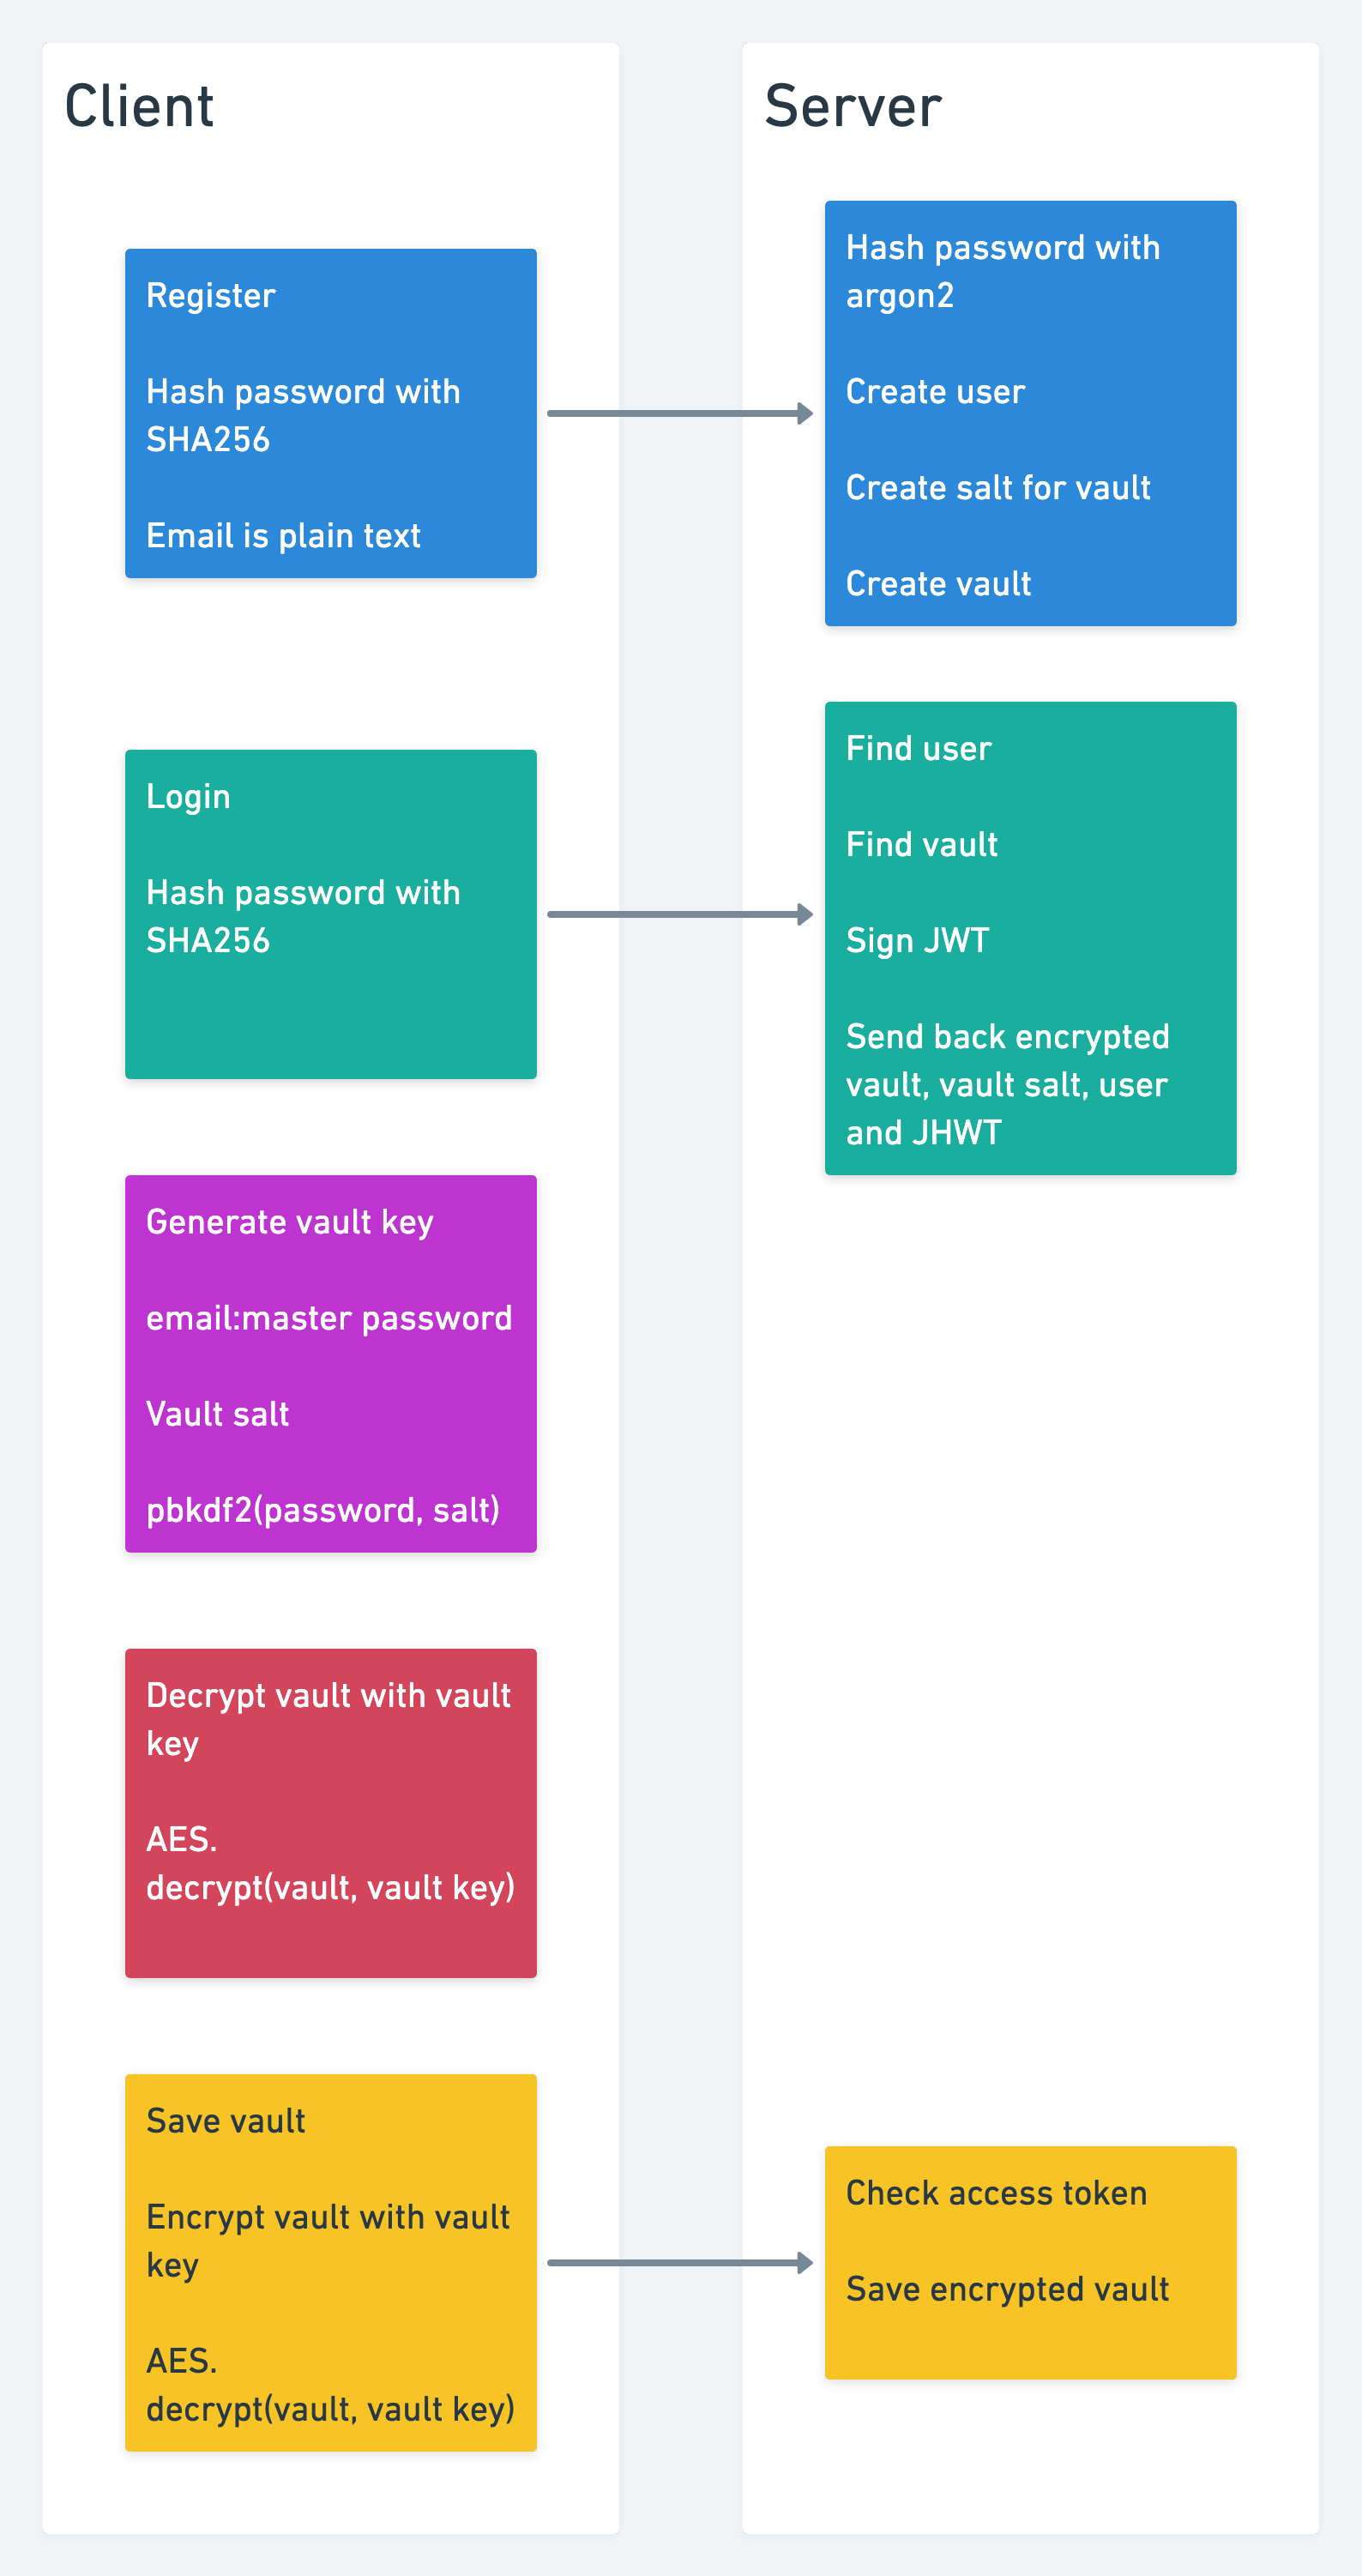 Client
Register
Hash password with
SHA256
Email is plain text
Login
Hash password with
SHA256
Generate vault key
email:master password
Vault salt
pbkdf2(password, salt)
Decrypt vault with vault
key
AES.
decrypt(vault, vault key)
Save vault
Encrypt vault with vault
key
AES.
decrypt(vault, vault key)
Server
Hash password with
argon2
Create user
Create salt for vault
Create vault
Find user
Find vault
Sign JWT
Send back encrypted
vault, vault salt, user
and JHWT
Check access token
Save encrypted vault